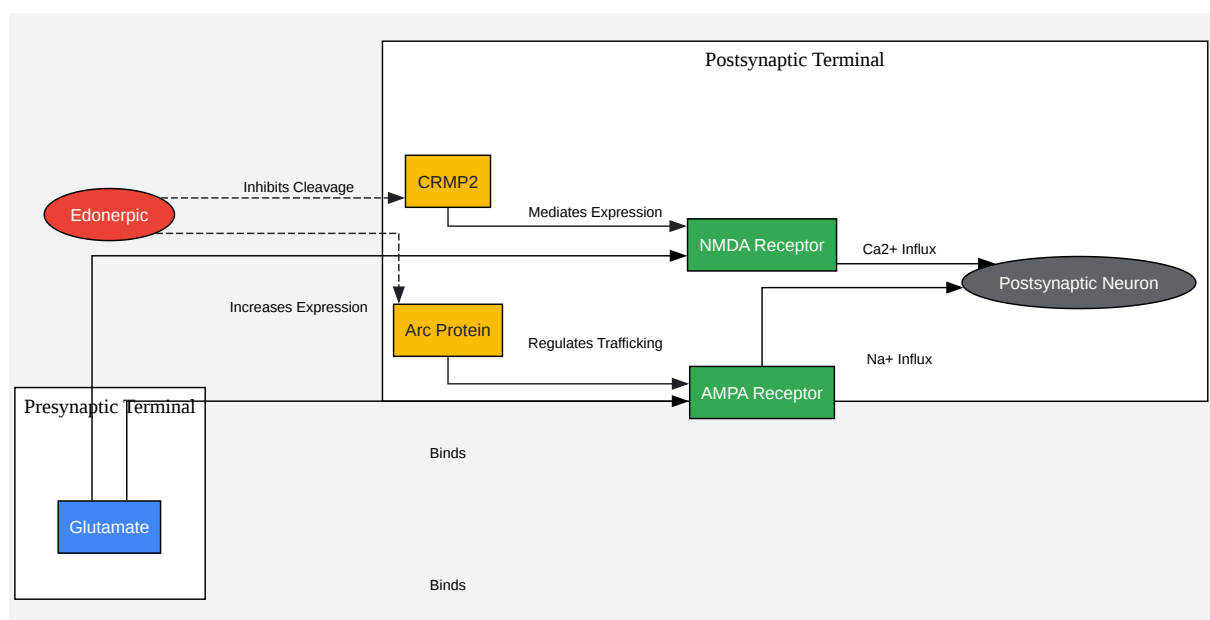 Postsynaptic Terminal
CRMP2
Inhibits Cleavage
Edonerpic
Mediates Expression
NMDA Receptor
Ca2+ Influx
Postsynaptic Neuron
Increases Expression
Arc Protein
Regulates Trafficking
Na+ Influx
AMPA Receptor
Presynaptic Terminal
Binds
Glutamate
Binds